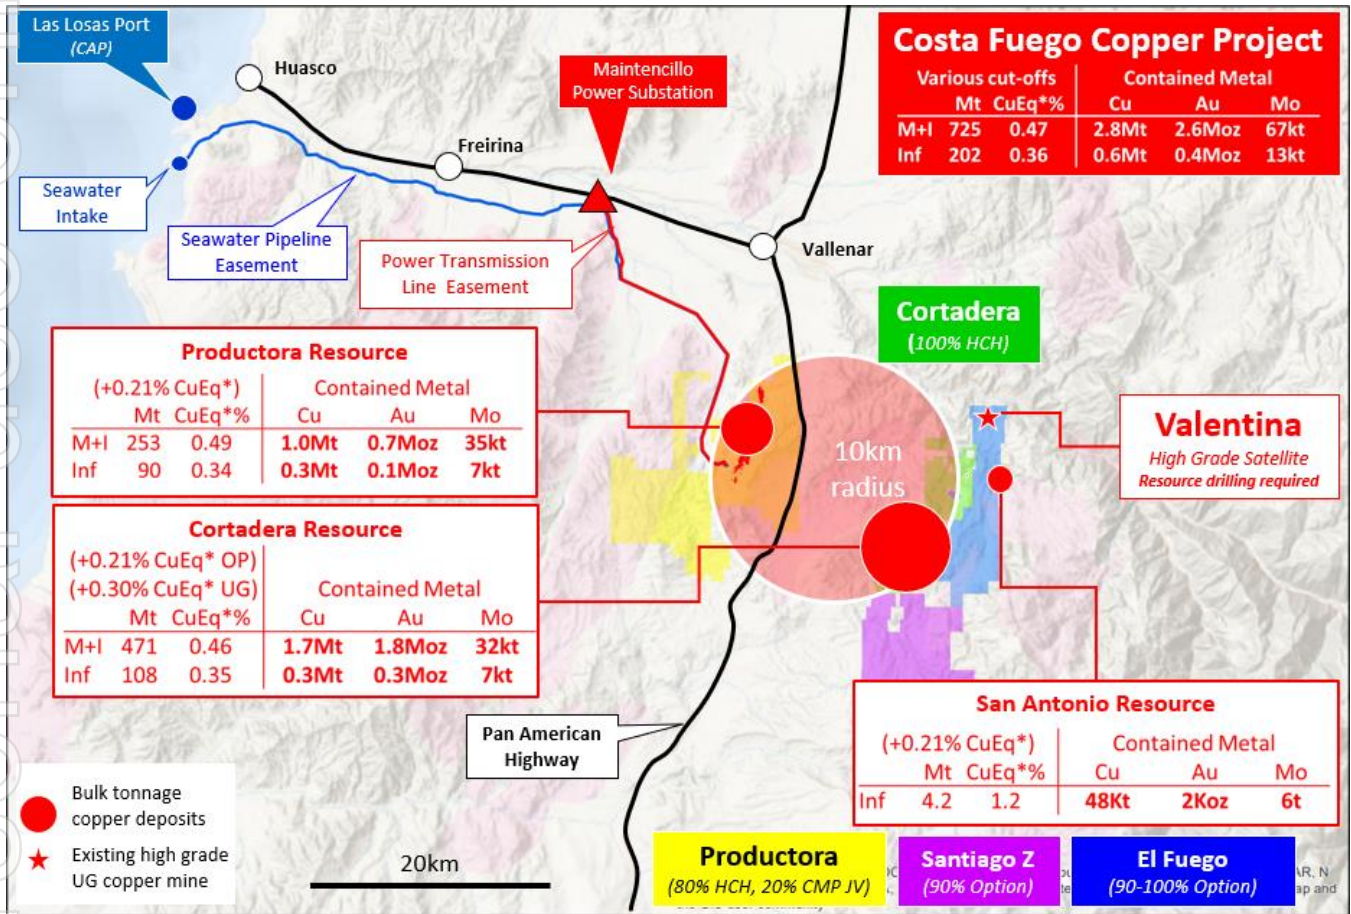 Las Losas Port
(CAP)
Huasco
Maintencillo
Power Substation
Costa Fuego Copper Project
Various cut-offs Contained Metal
Mt CuEq*% Cu Au Mo
M+I 725 0.47 2.8Mt 2.6Moz 67kt
Inf 202 0.36 0.6Mt 0.4Moz 13kt
Freirina
Seawater
Intake
Seawater Pipeline
Easement
Power Transmission
Line Easement
Vallenar
Cortadera
(100% HCH)
Productora Resource
(+0.21% CuEq*) Contained Metal
Mt CuEq*% Cu Au Mo
M+I 253 0.49 1.0Mt 0.7Moz 35kt
Inf 90 0.34 0.3Mt 0.1Moz 7kt
10km
radius
Valentina
High Grade Satellite
Resource drilling required
Cortadera Resource
(+0.21% CuEq* OP)
(+0.30% CuEq* UG) Contained Metal
Mt CuEq*% Cu Au Mo
M+I 471 0.46 1.7Mt 1.8Moz 32kt
Inf 108 0.35 0.3Mt 0.3Moz 7kt
San Antonio Resource
(+0.21% CuEq*) Contained Metal
Mt CuEq*% Cu Au Mo
Inf 4.2 1.2 48Kt 2Koz 6t
Pan American
Highway
Bulk tonnage
copper deposits
Existing high grade
UG copper mine
20km
Productora
(80% HCH, 20% CMP JV)
Santiago Z
(90% Option)
El Fuego
(90-100% Option)
AR, N
ap and